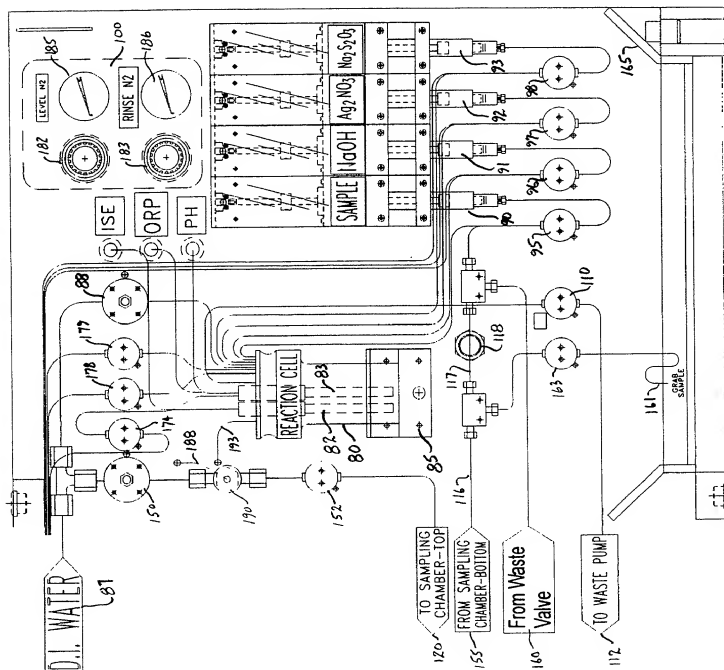 100
185
186
LEVEL N2
RINSE N2
182
183
ISE
ORP
PH
SAMPLE
NaOH
Ag2NO3
Na2S2O3
93
92
91
90
98
97
96
95
165
88
179
178
174
150
188
190
193
152
REACTION CELL
82
83
80
85
110
118
117
163
116
161
GRAB
SAMPLE
D.I. WATER
87
TO SAMPLING
CHAMBER-TOP
120
FROM SAMPLING
CHAMBER-BOTTOM
155
From Waste
Valve
160
TO WASTE PUMP
112